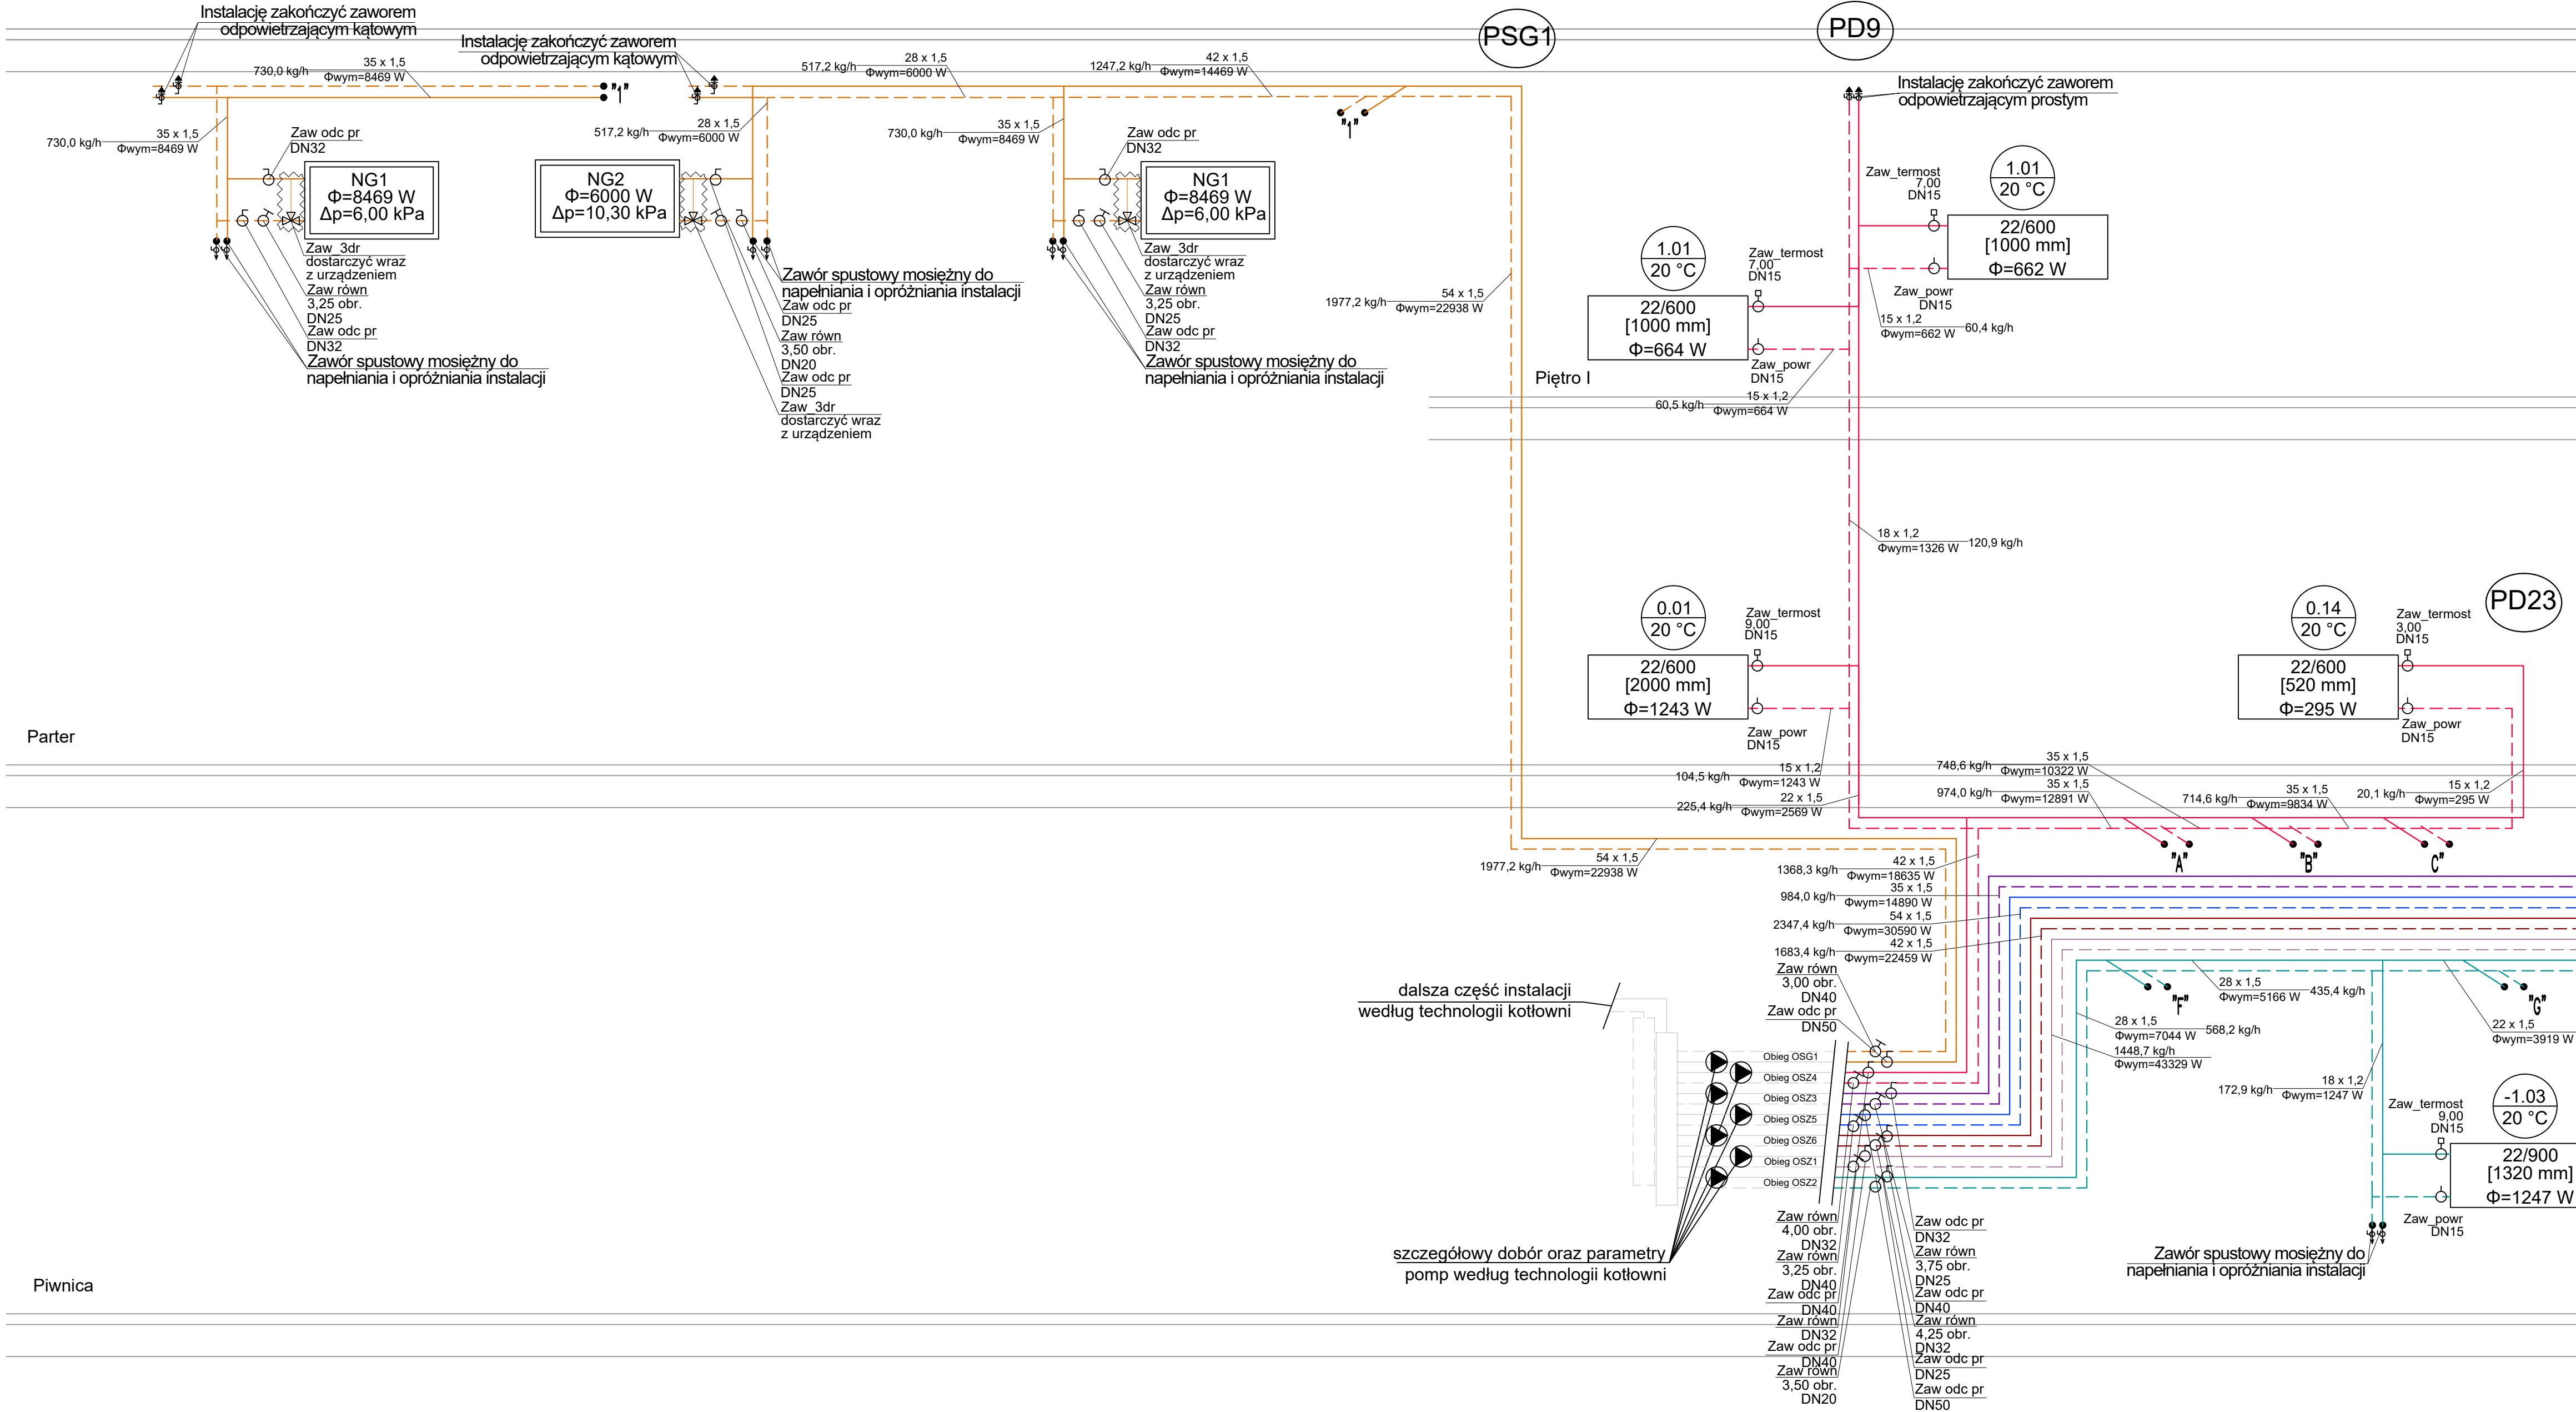 Instalację zakończyć zaworem
odpowietrzającym kątowym
730,0 kg/h
35 x 1,5
Φwym=8469 W
"1"
730,0 kg/h
35 x 1,5
Φwym=8469 W
Zaw odc pr
DN32
NG1
Φ=8469 W
Δp=6,00 kPa
Zaw_3dr
dostarczyć wraz
z urządzeniem
Zaw równ
3,25 obr.
DN25
Zaw odc pr
DN32
Zawór spustowy mosiężny do
napełniania i opróżniania instalacji
Instalację zakończyć zaworem
odpowietrzającym kątowym
517,2 kg/h
28 x 1,5
Φwym=6000 W
1247,2 kg/h
42 x 1,5
Φwym=14469 W
517,2 kg/h
28 x 1,5
Φwym=6000 W
NG2
Φ=6000 W
Δp=10,30 kPa
Zawór spustowy mosiężny do
napełniania i opróżniania instalacji
Zaw odc pr
DN25
Zaw równ
3,50 obr.
DN20
Zaw odc pr
DN25
Zaw_3dr
dostarczyć wraz
z urządzeniem
730,0 kg/h
35 x 1,5
Φwym=8469 W
Zaw odc pr
DN32
NG1
Φ=8469 W
Δp=6,00 kPa
Zaw_3dr
dostarczyć wraz
z urządzeniem
Zaw równ
3,25 obr.
DN25
Zaw odc pr
DN32
Zawór spustowy mosiężny do
napełniania i opróżniania instalacji
"1"
PSG1
1977,2 kg/h
54 x 1,5
Φwym=22938 W
PD9
Instalację zakończyć zaworem
odpowietrzającym prostym
1.01
20 °C
Zaw_termost
7,00
DN15
22/600
[1000 mm]
Φ=662 W
Zaw_powr
DN15
15 x 1,2
Φwym=662 W
60,4 kg/h
1.01
20 °C
Zaw_termost
7,00
DN15
22/600
[1000 mm]
Φ=664 W
Zaw_powr
DN15
60,5 kg/h
15 x 1,2
Φwym=664 W
Piętro I
18 x 1,2
Φwym=1326 W
120,9 kg/h
0.01
20 °C
Zaw_termost
9,00
DN15
22/600
[2000 mm]
Φ=1243 W
Zaw_powr
DN15
104,5 kg/h
15 x 1,2
Φwym=1243 W
225,4 kg/h
22 x 1,5
Φwym=2569 W
0.14
20 °C
Zaw_termost
3,00
DN15
PD23
22/600
[520 mm]
Φ=295 W
Zaw_powr
DN15
748,6 kg/h
35 x 1,5
Φwym=10322 W
974,0 kg/h
35 x 1,5
Φwym=12891 W
714,6 kg/h
35 x 1,5
Φwym=9834 W
20,1 kg/h
15 x 1,2
Φwym=295 W
Parter
"A"
"B"
C"
1977,2 kg/h
54 x 1,5
Φwym=22938 W
1368,3 kg/h
42 x 1,5
Φwym=18635 W
984,0 kg/h
35 x 1,5
Φwym=14890 W
2347,4 kg/h
54 x 1,5
Φwym=30590 W
1683,4 kg/h
42 x 1,5
Φwym=22459 W
Zaw równ
3,00 obr.
DN40
Zaw odc pr
DN50
dalsza część instalacji
według technologii kotłowni
Obieg OSG1
Obieg OSZ4
Obieg OSZ3
Obieg OSZ5
Obieg OSZ6
Obieg OSZ1
Obieg OSZ2
"F"
28 x 1,5
Φwym=5166 W
435,4 kg/h
28 x 1,5
Φwym=7044 W
568,2 kg/h
1448,7 kg/h
Φwym=43329 W
"G"
22 x 1,5
Φwym=3919 W
172,9 kg/h
18 x 1,2
Φwym=1247 W
-1.03
20 °C
Zaw_termost
9,00
DN15
22/900
[1320 mm]
Φ=1247 W
Zaw_powr
DN15
Zawór spustowy mosiężny do
napełniania i opróżniania instalacji
szczegółowy dobór oraz parametry
pomp według technologii kotłowni
Zaw równ
4,00 obr.
DN32
Zaw równ
3,25 obr.
DN40
Zaw odc pr
DN40
Zaw równ
DN32
Zaw odc pr
DN40
Zaw równ
3,50 obr.
DN20
Zaw odc pr
DN32
Zaw równ
3,75 obr.
DN25
Zaw odc pr
DN40
Zaw równ
4,25 obr.
DN32
Zaw odc pr
DN25
Zaw odc pr
DN50
Piwnica